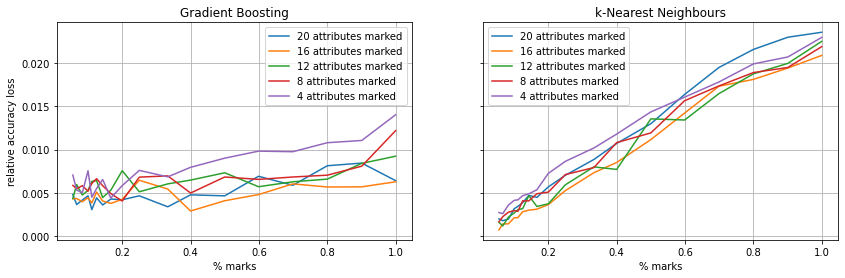 Gradient Boosting
relative accuracy loss
0.020
0.015
0.010
0.005
0.000
20 attributes marked
16 attributes marked
12 attributes marked
8 attributes marked
4 attributes marked
0.2 0.4 0.6 0.8 1.0
% marks
k-Nearest Neighbours
20 attributes marked
16 attributes marked
12 attributes marked
8 attributes marked
4 attributes marked
0.2 0.4 0.6 0.8 1.0
% marks